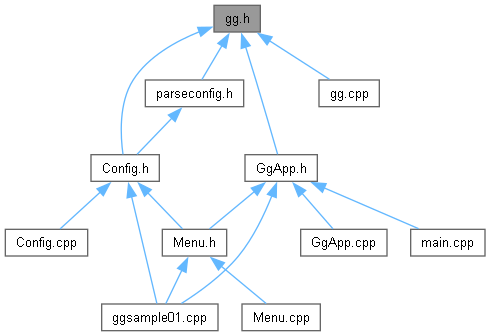 gg.h
parseconfig.h
gg.cpp
Config.h
GgApp.h
Config.cpp
Menu.h
GgApp.cpp
main.cpp
ggsample01.cpp
Menu.cpp